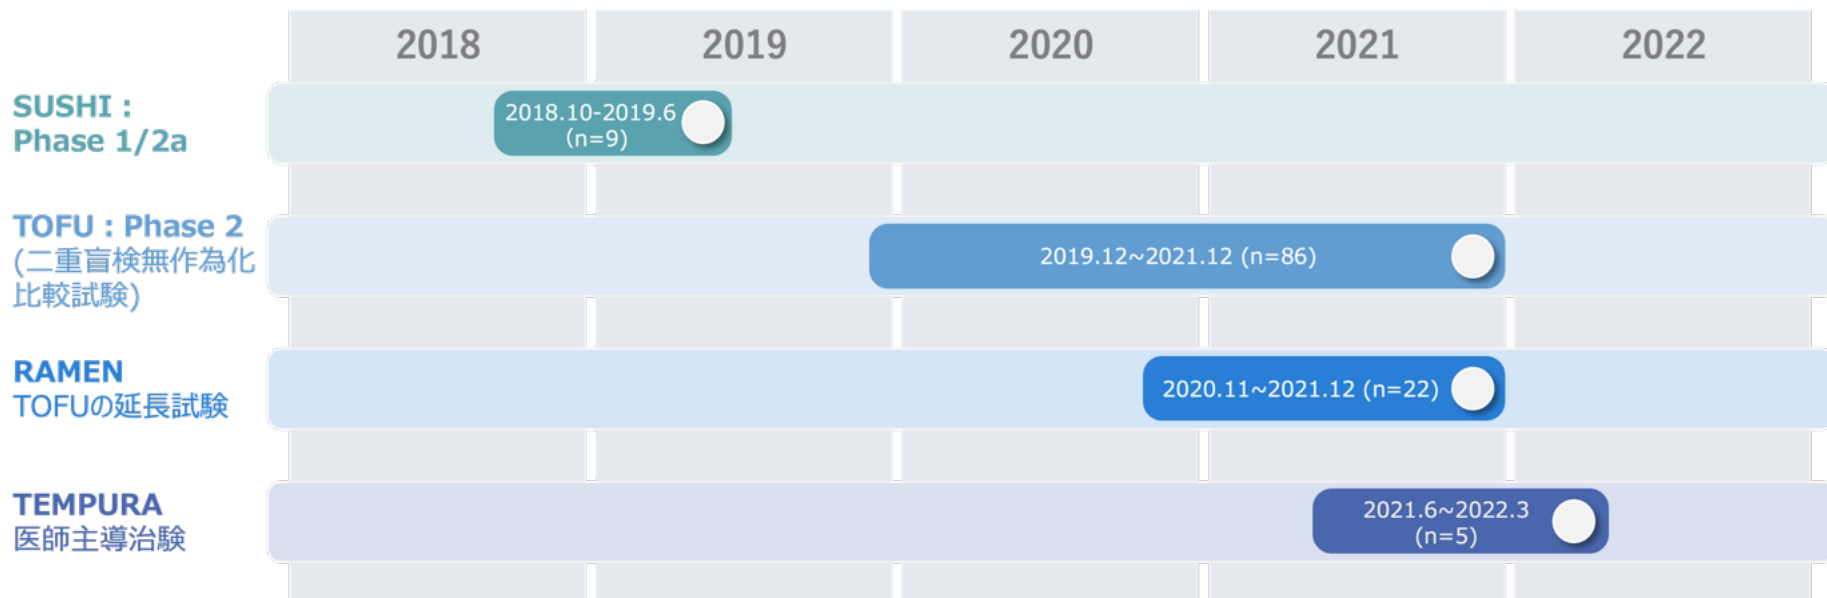 2018 2019 2020 2021 2022
SUSHI :
Phase 1/2a
2018.10-2019.6
(n=9)
TOFU : Phase 2
(二重盲検無作為化
比較試験)
2019.12~2021.12 (n=86)
RAMEN
TOFUの延長試験
2020.11~2021.12 (n=22)
TEMPURA
医師主導治験
2021.6~2022.3
(n=5)